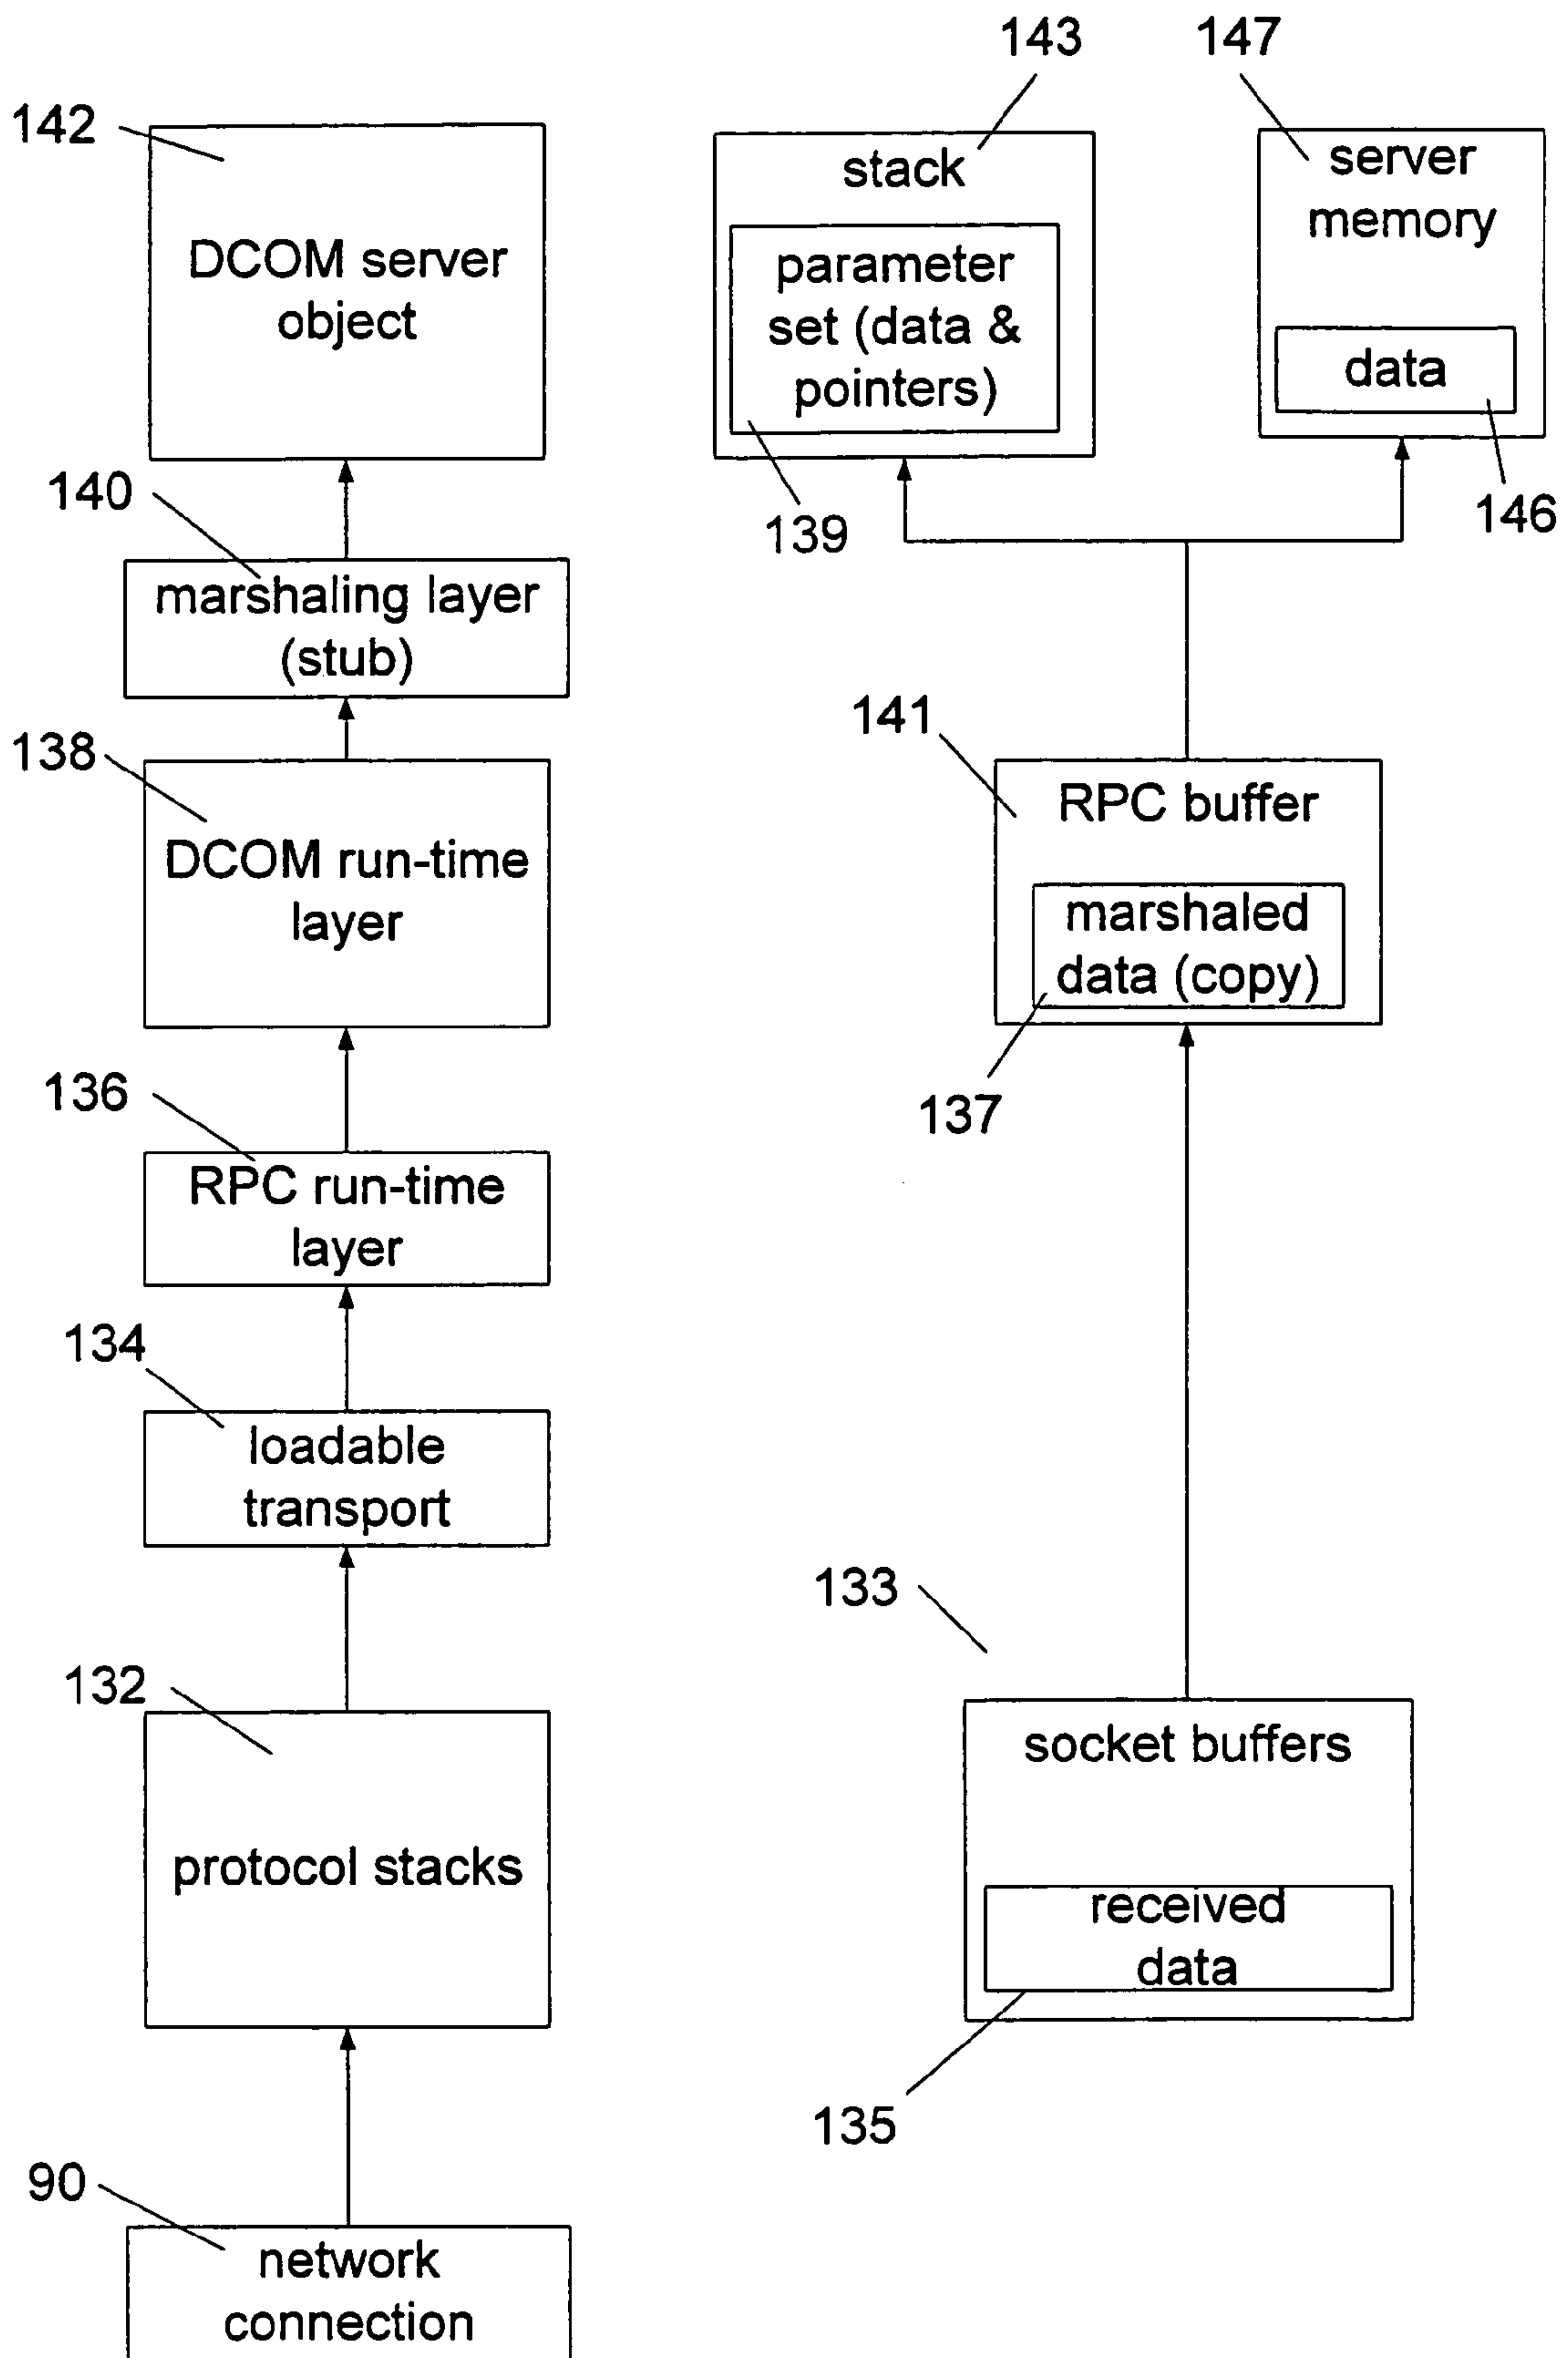 143
147
142
stack
server
memory
DCOM server
object
parameter
set (data &
pointers)
data
140
139
146
marshaling layer
(stub)
141
138
RPC buffer
DCOM run-time
layer
marshaled
data (copy)
136
137
RPC run-time
layer
134
loadable
transport
133
132
socket buffers
protocol stacks
received
data
135
90
network
connection